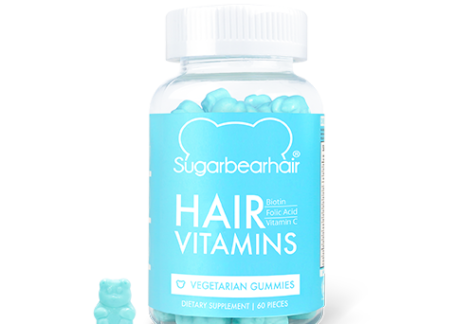 Sugarbearhair®
HAIR
Biotin
Folic Acid
Vitamin C
VITAMINS
VEGETARIAN GUMMIES
DIETARY SUPPLEMENT | 60 PIECES